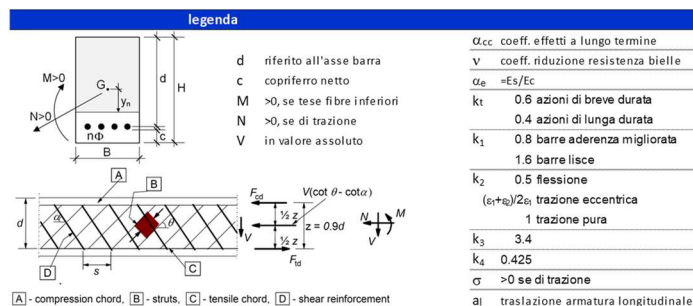 legenda
M>0
N>0
G
yn
d
H
c
nΦ
B
d riferito all'asse barra
c copriferro netto
M >0, se tese fibre inferiori
N >0, se di trazione
V in valore assoluto
A
B
d
α
θ
D
s
C
V
Fcd
V(cot θ - cotα)
½ z
½ z
z = 0.9d
Ftd
N
M
V
A - compression chord, B - struts, C - tensile chord, D - shear reinforcement
αcc coeff. effetti a lungo termine
ν coeff. riduzione resistenza bielle
αe =Es/Ec
kt 0.6 azioni di breve durata
0.4 azioni di lunga durata
k1 0.8 barre aderenza migliorata
1.6 barre lisce
k2 0.5 flessione
(ε1+ε2)/2ε1 trazione eccentrica
1 trazione pura
k3 3.4
k4 0.425
σ >0 se di trazione
al traslazione armatura longitudinale